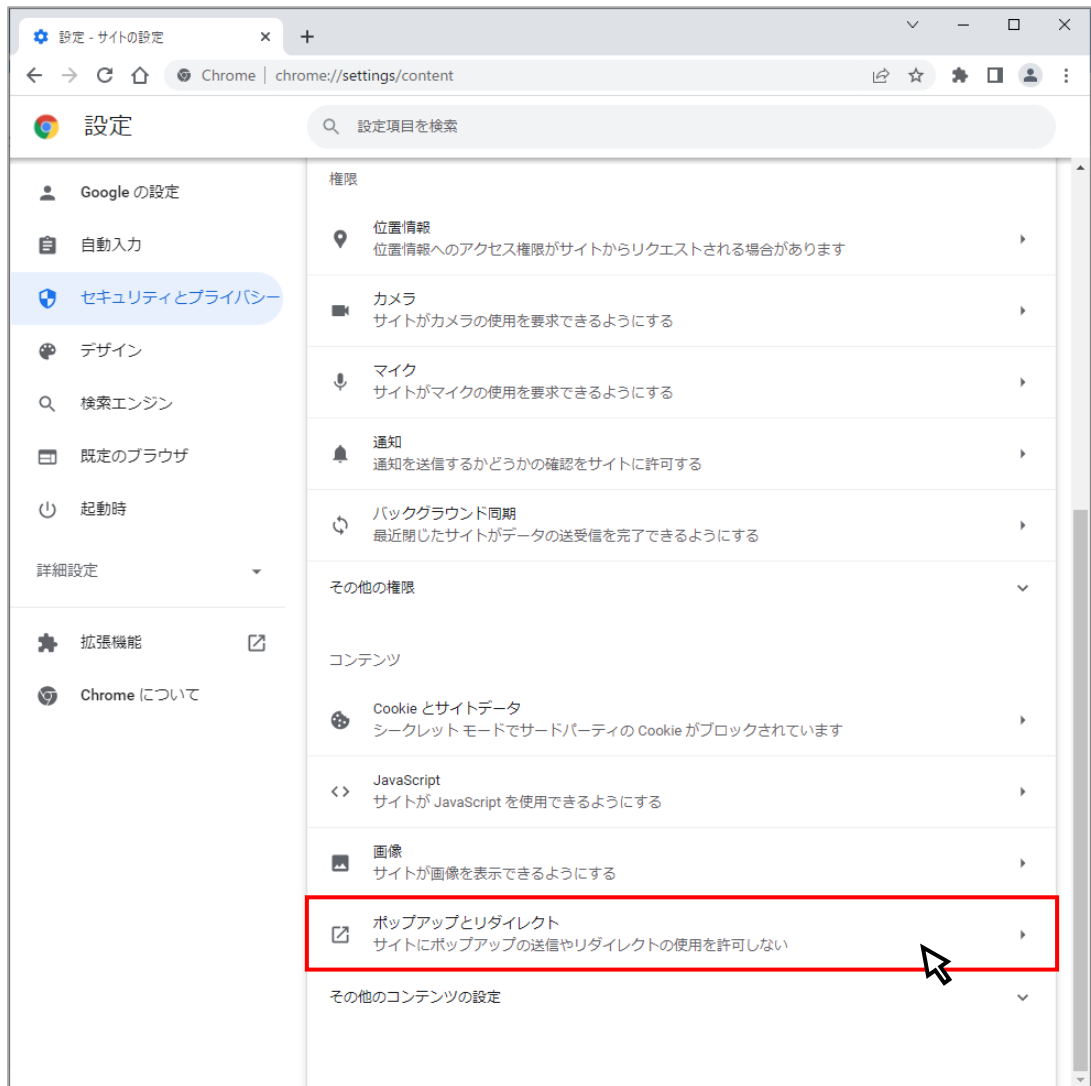 設定 - サイトの設定
Chrome | chrome://settings/content
設定
設定項目を検索
Google の設定
自動入力
セキュリティとプライバシー
デザイン
検索エンジン
既定のブラウザ
起動時
詳細設定
拡張機能
Chrome について
権限
位置情報
位置情報へのアクセス権限がサイトからリクエストされる場合があります
カメラ
サイトがカメラの使用を要求できるようにする
マイク
サイトがマイクの使用を要求できるようにする
通知
通知を送信するかどうかの確認をサイトに許可する
バックグラウンド同期
最近閉じたサイトがデータの送受信を完了できるようにする
その他の権限
コンテンツ
Cookie とサイトデータ
シークレット モードでサードパーティの Cookie がブロックされています
JavaScript
サイトが JavaScript を使用できるようにする
画像
サイトが画像を表示できるようにする
ポップアップとリダイレクト
サイトにポップアップの送信やリダイレクトの使用を許可しない
その他のコンテンツの設定